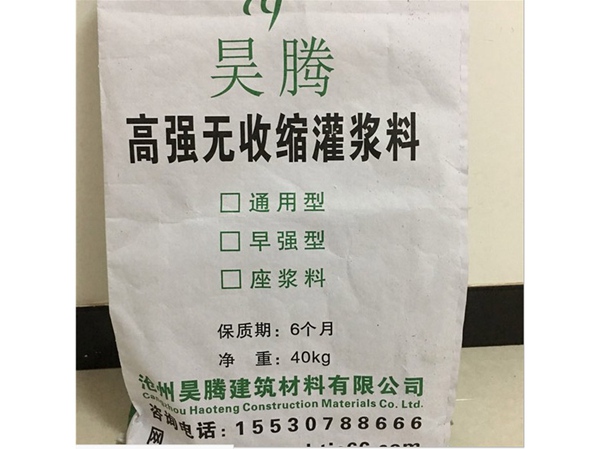 昊腾
高强无收缩灌浆料
□通用型
□早强型
□座浆料
保质期：6个月
净 重：40kg
沧州昊腾建筑材料有限公司
Cangzhou Haoteng Construction Materials Co. Ltd.
咨询电话：15530788666
网